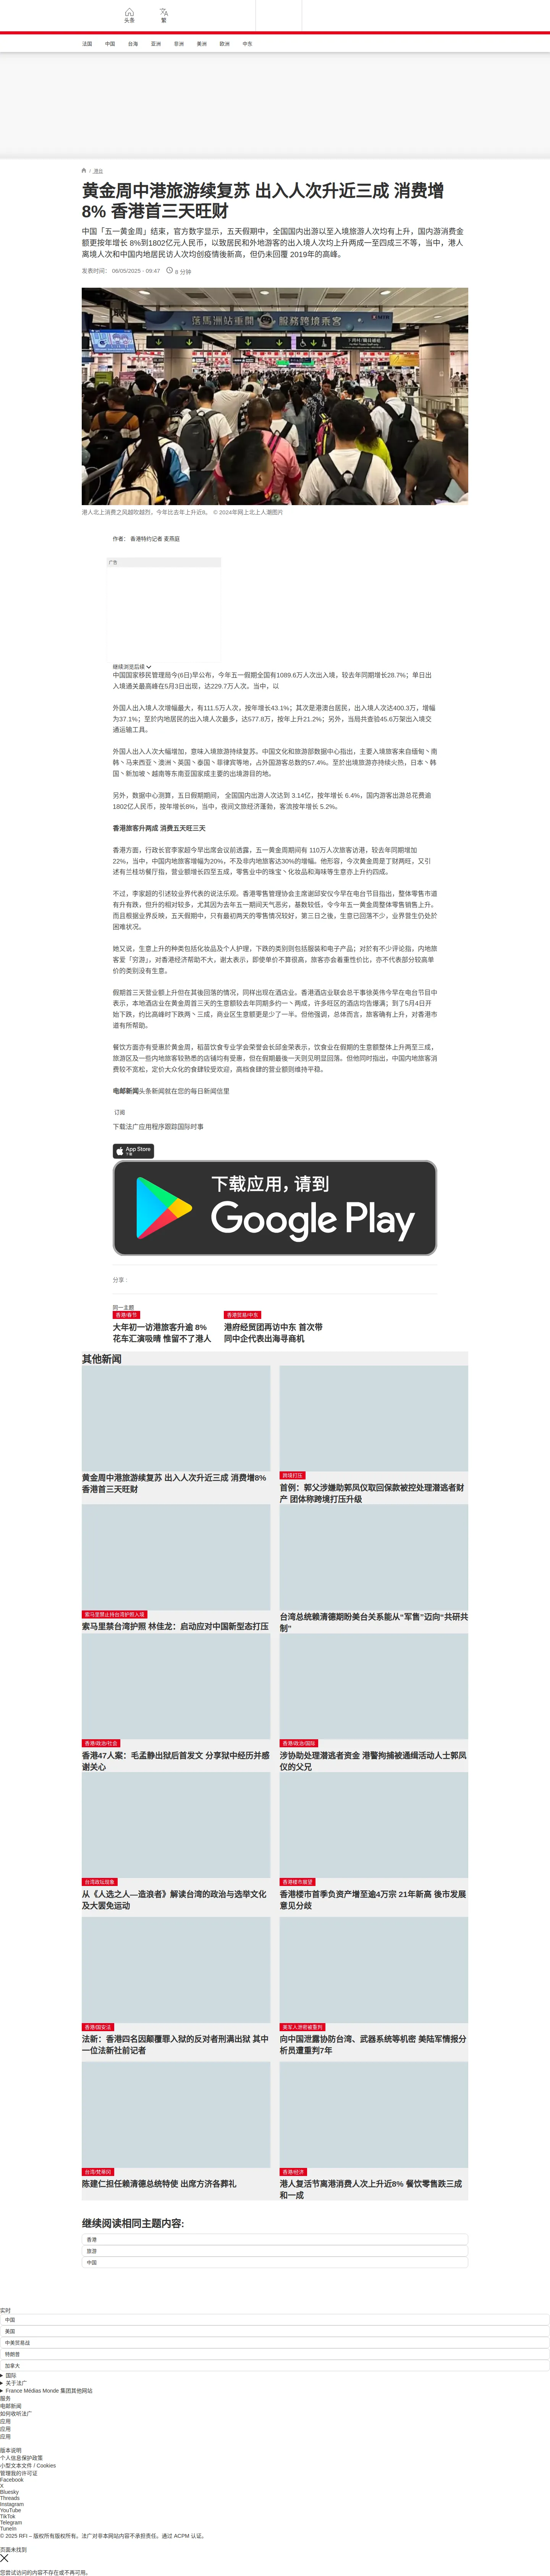 头条
繁
法国 中国 台海 亚洲 非洲 美洲 欧洲 中东
/ 港台
黄金周中港旅游续复苏 出入人次升近三成 消费增
8% 香港首三天旺财
中国「五一黄金周」结束，官方数字显示，五天假期中，全国国内出游以至入境旅游人次均有上升，国内游消费金
额更按年增长 8%到1802亿元人民币，以致居民和外地游客的出入境人次均上升两成一至四成三不等，当中，港人
离境人次和中国内地居民访人次均创疫情後新高，但仍未回覆 2019年的高峰。
发表时间： 06/05/2025 - 09:47 6 分钟
落馬洲站重開 服務跨境乘客
港人北上消费之风越吹越烈，今年比去年上升近8。 © 2024年网上北上人潮图片
作者： 香港特约记者 麦燕庭
广告
继续浏览后续
中国国家移民管理局今(6日)早公布，今年五一假期全国有1089.6万人次出入境，较去年同期增长28.7%；单日出
入境通关最高峰在5月3日出现，达229.7万人次。当中，以
外国人出入境人次增幅最大，有111.5万人次，按年增长43.1%；其次是港澳台居民，出入境人次达400.3万，增幅
为37.1%；至於内地居民的出入境人次最多，达577.8万，按年上升21.2%；另外，当局共查验45.6万架出入境交
通运输工具。
外国人出入人次大幅增加，意味入境旅游持续复苏。中国文化和旅游部数据中心指出，主要入境旅客来自缅甸丶南
韩丶马来西亚丶澳洲丶英国丶泰国丶菲律宾等地，占外国游客总数的57.4%。至於出境旅游亦持续火热，日本丶韩
国丶新加坡丶越南等东南亚国家成主要的出境游目的地。
另外，数据中心测算，五日假期期间， 全国国内出游人次达到 3.14亿，按年增长 6.4%，国内游客出游总花费逾
1802亿人民币，按年增长8%，当中，夜间文旅经济蓬勃，客流按年增长 5.2%。
香港旅客升两成 消费五天旺三天
香港方面，行政长官李家超今早出席会议前透露，五一黄金周期间有 110万人次旅客访港，较去年同期增加
22%，当中，中国内地旅客增幅为20%，不及非内地旅客达30%的增幅。他形容，今次黄金周是丁财两旺，又引
述有兰桂坊餐厅指，营业额增长四至五成，零售业中的珠宝丶化妆品和海味等生意亦上升约四成。
不过，李家超的引述较业界代表的说法乐观。香港零售管理协会主席谢邱安仪今早在电台节目指出，整体零售市道
有升有跌，但升的相对较多，尤其因为去年五一期间天气恶劣，基数较低，令今年五一黄金周整体零售销售上升。
而且根据业界反映，五天假期中，只有最初两天的零售情况较好，第三日之後，生意已回落不少，业界营生仍处於
困难状况。
她又说，生意上升的种类包括化妆品及个人护理，下跌的类别则包括服装和电子产品；对於有不少评论指，内地旅
客爱「穷游」，对香港经济帮助不大，谢太表示，即使单价不算很高，旅客亦会着重性价比，亦不代表部分较高单
价的类别没有生意。
假期首三天营业额上升但在其後回落的情况，同样出现在酒店业。香港酒店业联会总干事徐英伟今早在电台节目中
表示，本地酒店业在黄金周首三天的生意额较去年同期多约一丶两成，许多旺区的酒店均告爆满；到了5月4日开
始下跌，约比高峰时下跌两丶三成，商业区生意额更是少了一半。但他强调，总体而言，旅客确有上升，对香港市
道有所帮助。
餐饮方面亦有受惠於黄金周，稻苗饮食专业学会荣誉会长邱金荣表示，饮食业在假期的生意额整体上升两至三成，
旅游区及一些内地旅客较熟悉的店铺均有受惠，但在假期最後一天则见明显回落。但他同时指出，中国内地旅客消
费较不宽松，定价大众化的食肆较受欢迎，高档食肆的营业额则维持平稳。
电邮新闻头条新闻就在您的每日新闻信里
订阅
下载法广应用程序跟踪国际时事
App Store
下载
下载应用，请到
Google Play
分享 :
同一主题
香港/春节
大年初一访港旅客升逾 8%
花车汇演吸晴 惟留不了港人
香港贸易/中东
港府经贸团再访中东 首次带
同中企代表出海寻商机
其他新闻
黄金周中港旅游续复苏 出入人次升近三成 消费增8%
香港首三天旺财
跨境打压
首例：郭父涉嫌助郭凤仪取回保款被控处理潜逃者财
产 团体称跨境打压升级
索马里禁止持台湾护照入境
索马里禁台湾护照 林佳龙：启动应对中国新型态打压
台湾总统赖清德期盼美台关系能从“军售”迈向“共研共
制”
香港/政治/社会
香港47人案：毛孟静出狱后首发文 分享狱中经历并感
谢关心
香港/政治/国际
涉协助处理潜逃者资金 港警拘捕被通缉活动人士郭凤
仪的父兄
台湾政坛现象
从《人选之人—造浪者》解读台湾的政治与选举文化
及大罢免运动
香港楼市展望
香港楼市首季负资产增至逾4万宗 21年新高 後市发展
意见分歧
香港/国安法
法新：香港四名因颠覆罪入狱的反对者刑满出狱 其中
一位法新社前记者
美军人泄密被重判
向中国泄露协防台湾、武器系统等机密 美陆军情报分
析员遭重判7年
台湾/梵蒂冈
陈建仁担任赖清德总统特使 出席方济各葬礼
香港/经济
港人复活节离港消费人次上升近8% 餐饮零售跌三成
和一成
继续阅读相同主题内容:
香港
旅游
中国
实时
中国
美国
中美贸易战
特朗普
加拿大
国际
关于法广
France Médias Monde 集团其他网站
服务
电邮新闻
如何收听法广
应用
应用
应用
版本说明
个人信息保护政策
小型文本文件 / Cookies
管理我的许可证
Facebook
X
Bluesky
Threads
Instagram
YouTube
TikTok
Telegram
TuneIn
© 2025 RFI – 版权所有版权所有。法广对非本网站内容不承担责任。通过 ACPM 认证。
页面未找到
您尝试访问的内容不存在或不再可用。